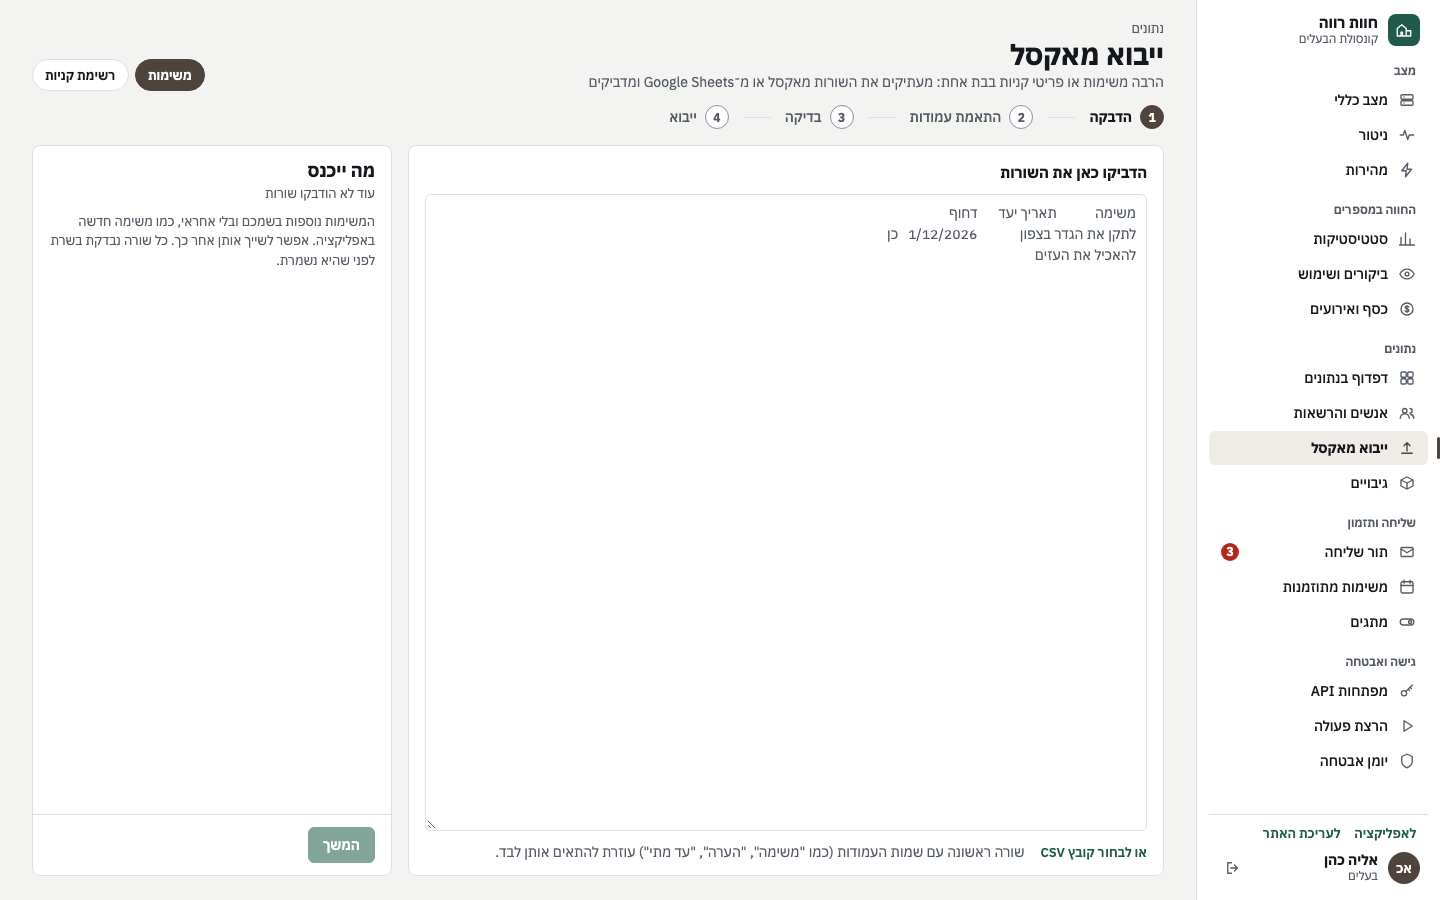 חוות רווה
קונסולת הבעלים
מצב
מצב כללי
ניטור
מהירות
החווה במספרים
סטטיסטיקות
ביקורים ושימוש
כסף ואירועים
נתונים
דפדוף בנתונים
אנשים והרשאות
ייבוא מאקסל
גיבויים
שליחה ותזמון
תור שליחה 3
משימות מתוזמנות
מתגים
גישה ואבטחה
מפתחות API
הרצת פעולה
יומן אבטחה
לאפליקציה לעריכת האתר
אכ
אליה כהן
בעלים
נתונים
ייבוא מאקסל
הרבה משימות או פריטי קניות בבת אחת: מעתיקים את השורות מאקסל או מ־Google Sheets ומדביקים
משימות רשימת קניות
1 הדבקה 2 התאמת עמודות 3 בדיקה 4 ייבוא
הדביקו כאן את השורות
משימה תאריך יעד דחוף
לתקן את הגדר בצפון 1/12/2026 כן
להאכיל את העזים
או לבחור קובץ CSV שורה ראשונה עם שמות העמודות (כמו "משימה", "הערה", "עד מתי") עוזרת להתאים אותן לבד.
מה ייכנס
עוד לא הודבקו שורות
המשימות נוספות בשמכם ובלי אחראי, כמו משימה חדשה
באפליקציה. אפשר לשייך אותן אחר כך. כל שורה נבדקת בשרת
לפני שהיא נשמרת.
המשך